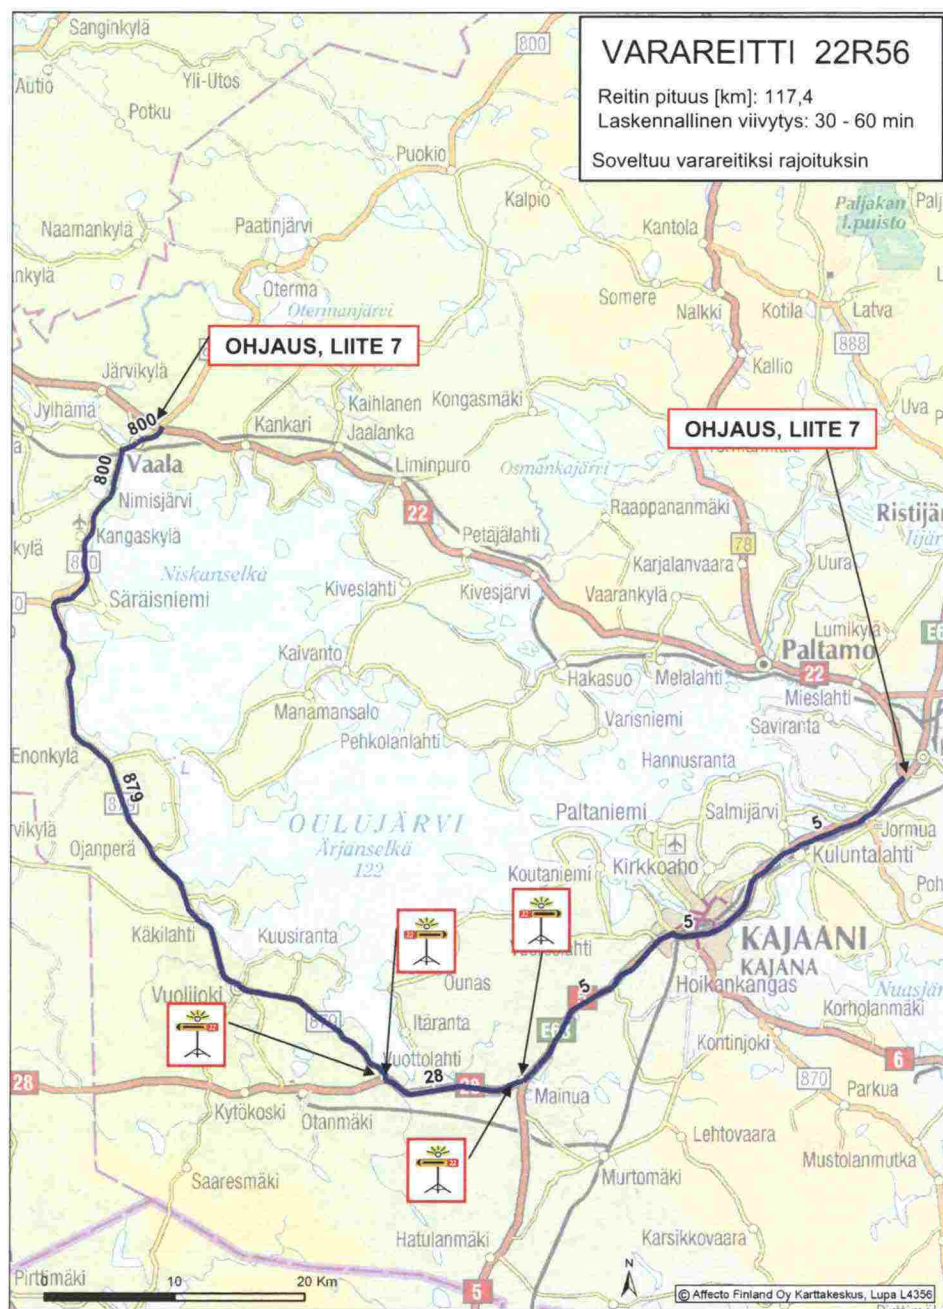 VARAREITTI 22R56
Reitin pituus [km]: 117,4
Laskennallinen viivytys: 30 - 60 min
Soveltuu varareitiksi rajoituksin
Sanginkylä
Autio
Yli-Utos
Potku
800
Puokio
Kalpio
Paljakan
l.puisto
Naamankylä
Paatinjärvi
Kantola
Oterma
Somere
Nalkki
Kotila
Latva
Otermanjärvi
OHJAUS, LIITE 7
888
Kallio
Järvikylä
Kaihlanen
Kongasmäki
Uva
Jylhämä
800
Kankari
Jaalanka
OHJAUS, LIITE 7
Vaala
800
Liminpuro
Osmankajärvi
Nimisjärvi
22
Raappananmäki
Kangaskylä
Petäjälahti
78
Niskanselkä
Karjalanvaara
Uura
Kiveslahti
Kivesjärvi
Vaarankylä
Säräisniemi
Lumikylä
Paltamo
22
Kaivanto
Hakasuo
Melalahti
Mieslahti
Manamansalo
Varisniemi
Saviranta
Pehkolanlahti
Hannusranta
Enonkylä
879
OULUJÄRVI
Ärjanselkä
122
Paltaniemi
Salmijärvi
5
Jormua
Ojanperä
Kirkkoaho
Kuluntalahti
Koutaniemi
5
KAJAANI
KAJANA
Käkilahti
Kuusiranta
Hoikankangas
Ounas
5
Vuolijoki
Nuasjär
Korholanmäki
Itäranta
Kontinjoki
6
Vuottolahti
28
28
Mainua
870
Parkua
Kytökoski
Otanmäki
Lehtovaara
Mustolanmutka
Saaresmäki
Murtomäki
Hatulanmäki
Karsikkovaara
Pirttimäki
0
10
20 Km
5
N
© Affecto Finland Oy Karttakeskus, Lupa L4356